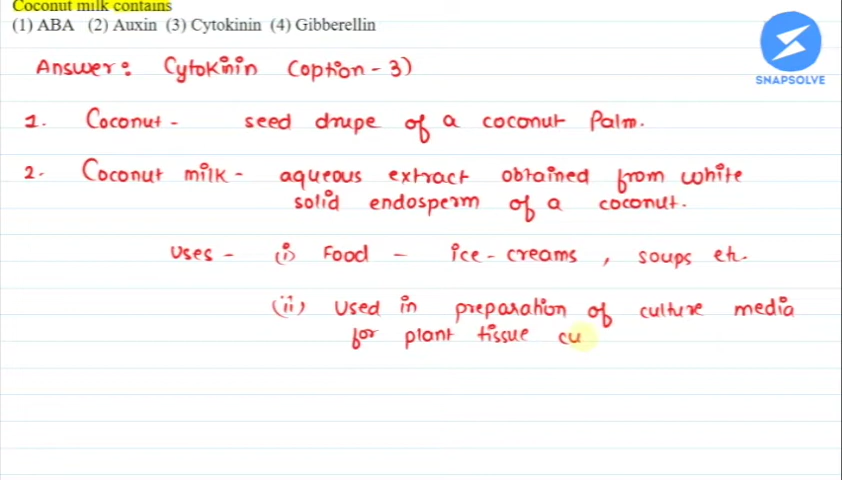 Coconut milk contains
(1) ABA (2) Auxin (3) Cytokinin (4) Gibberellin
SNAPSOLVE
Answer: Cytokinin (option - 3)
1. Coconut - seed drupe of a coconut Palm.
2. Coconut milk - aqueous extract obtained from white
solid endosperm of a coconut.
Uses - (i) Food - ice-creams, soups etc.
(ii) Used in preparation of culture media
for plant tissue cu